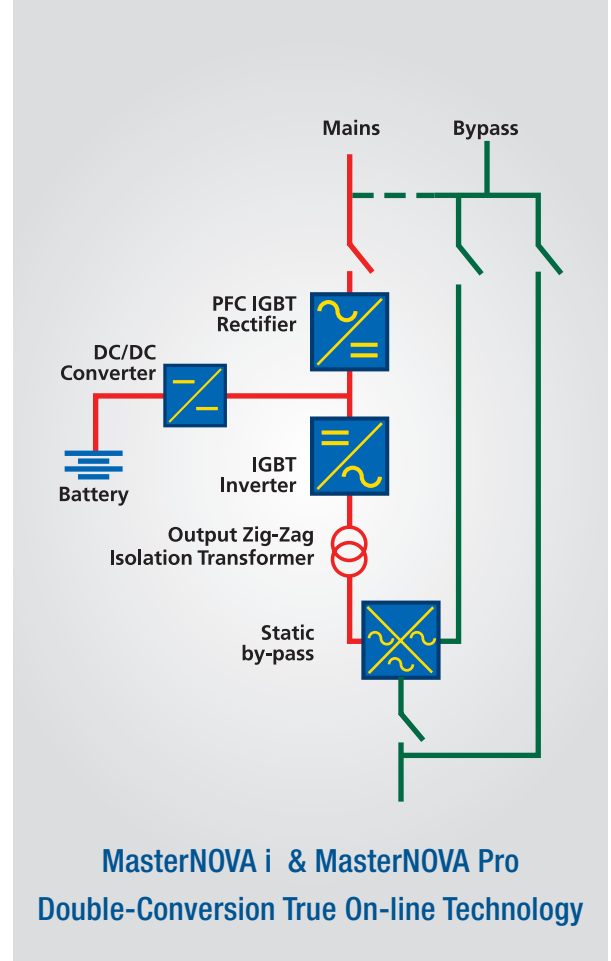 Mains
Bypass
PFC IGBT
Rectifier
DC/DC
Converter
Battery
IGBT
Inverter
Output Zig-Zag
Isolation Transformer
Static
by-pass
MasterNOVA i & MasterNOVA Pro
Double-Conversion True On-line Technology